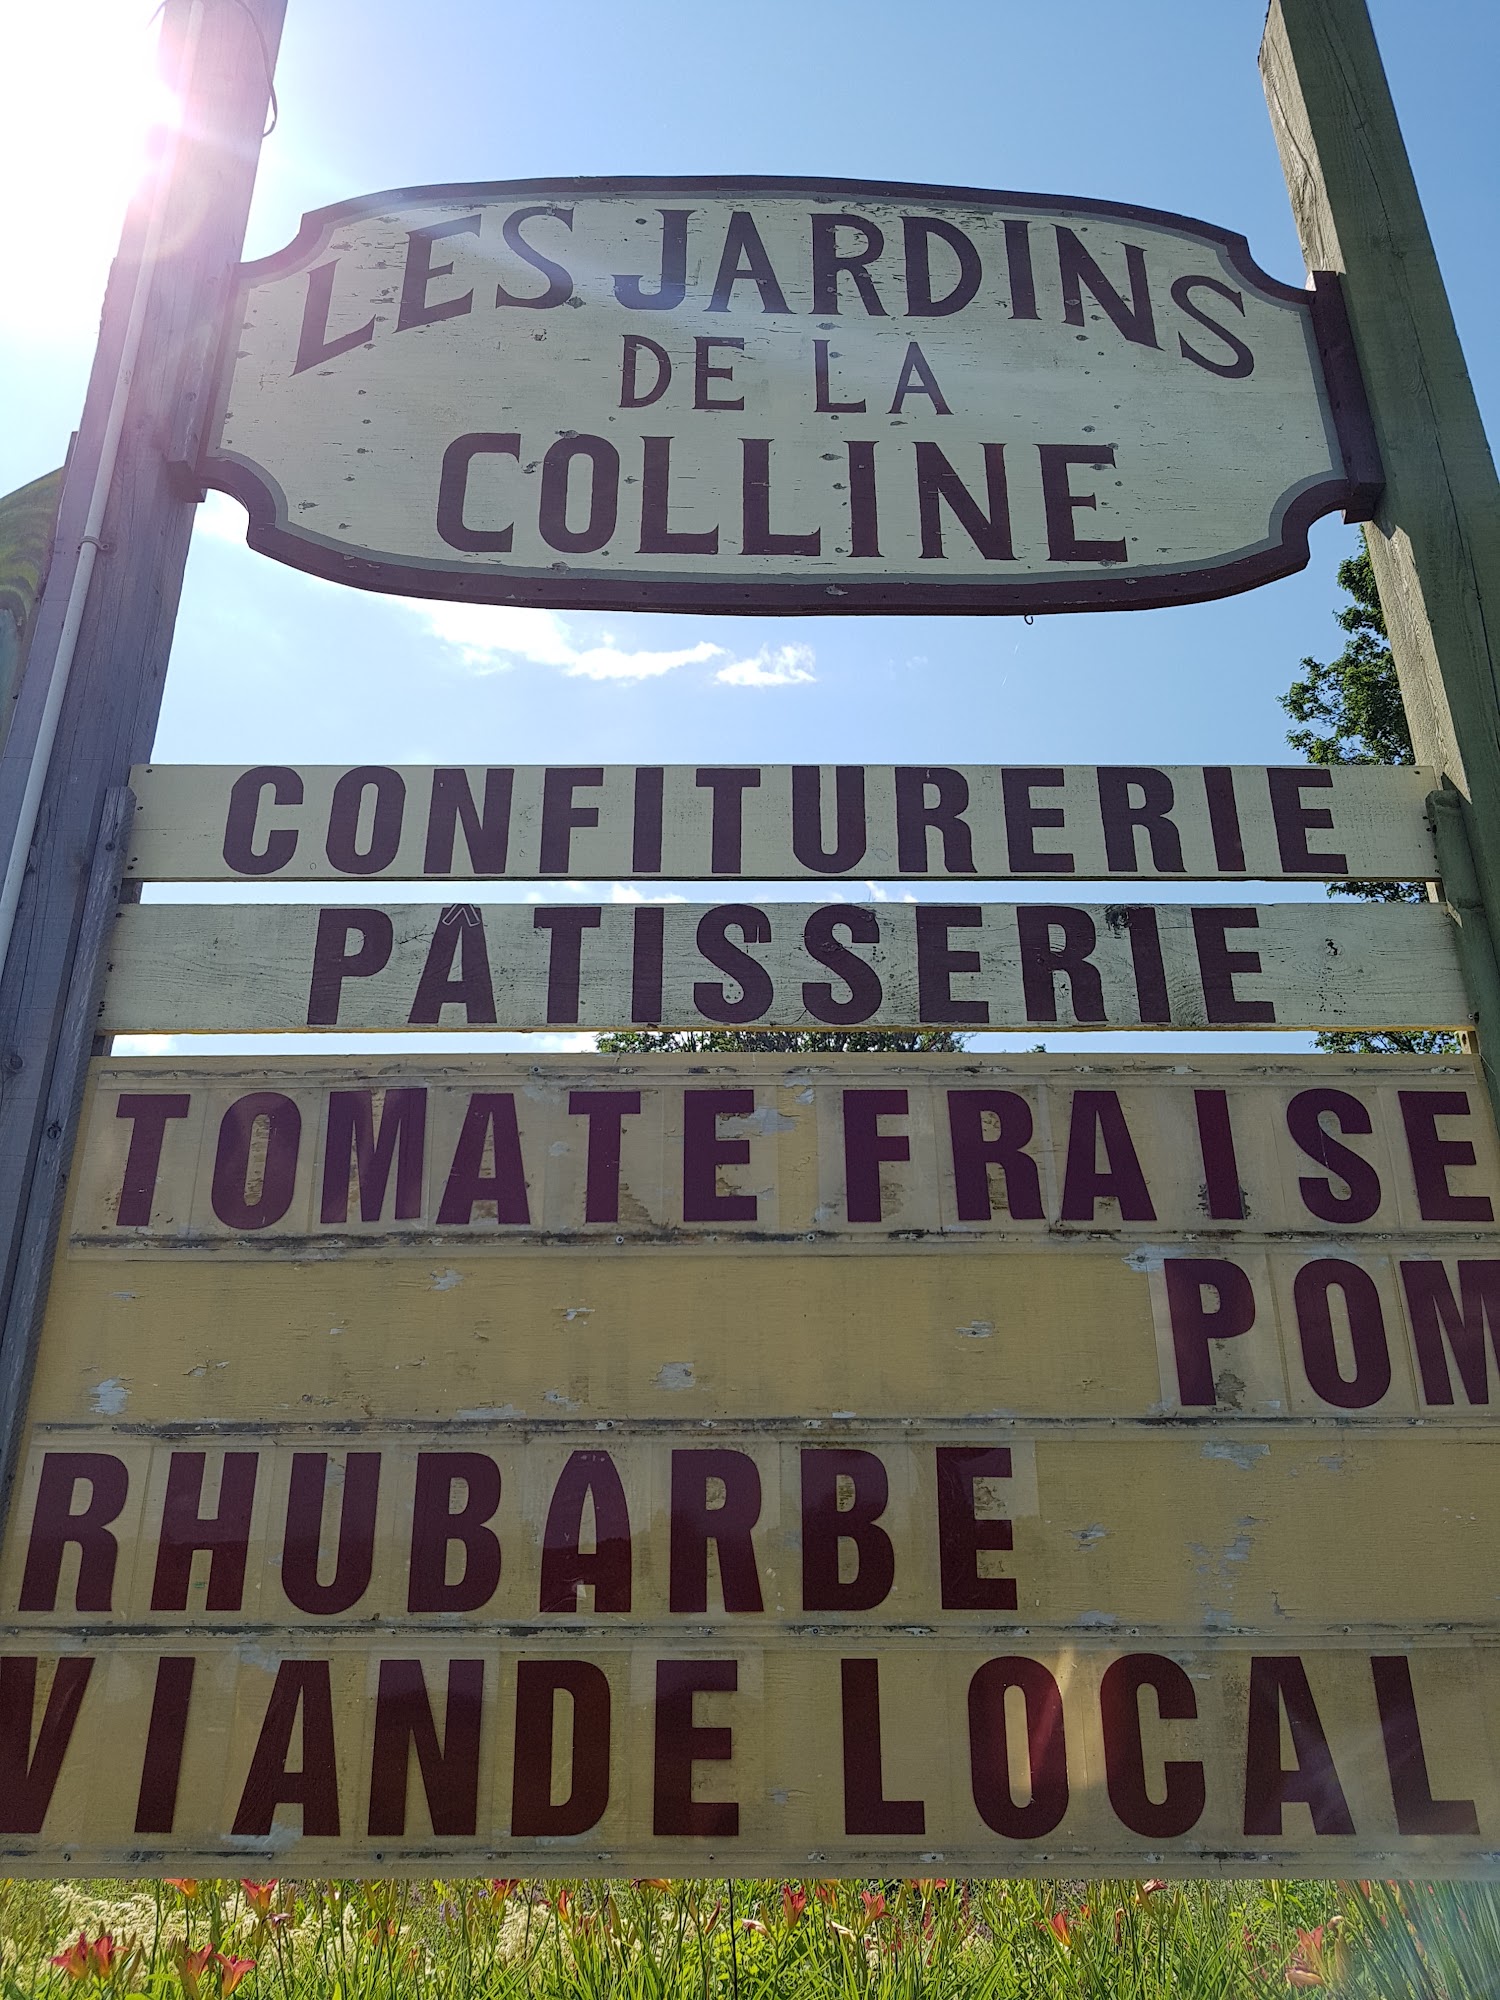 LES JARDINS
DE LA
COLLINE
CONFITURERIE
PÂTISSERIE
TOMATE FRAISE
POM
RHUBARBE
VIANDE LOCAL